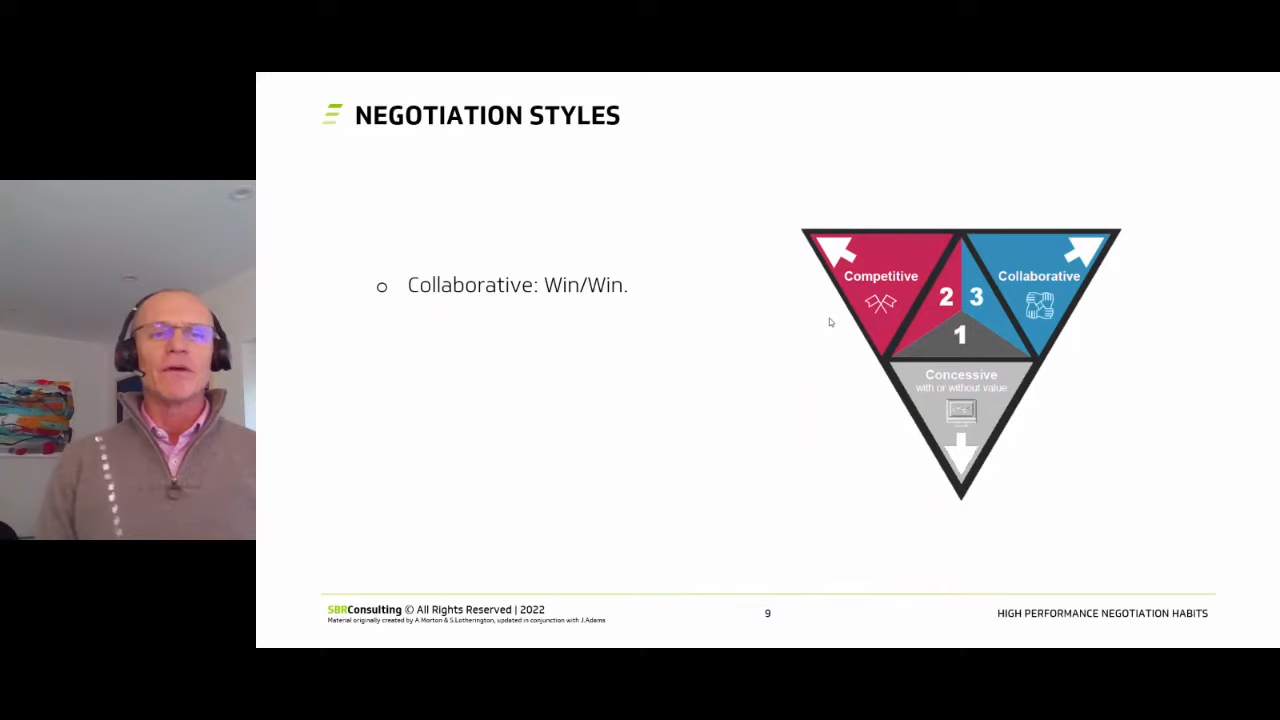 NEGOTIATION STYLES
o Collaborative: Win/Win.
Competitive
Collaborative
2 3
1
Concessive
with or without value
SBRConsulting © All Rights Reserved | 2022
Material originally created by A.Morton & S.Lotherington, updated in conjunction with J.Adams
9
HIGH PERFORMANCE NEGOTIATION HABITS